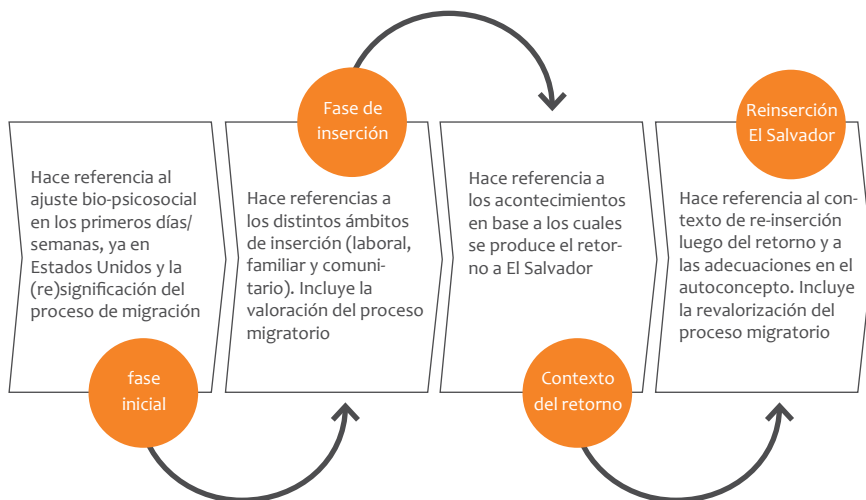 Hace referencia al
ajuste bio-psicosocial
en los primeros días/
semanas, ya en
Estados Unidos y la
(re)significación del
proceso de migración
fase
inicial
Fase de
inserción
Hace referencias a
los distintos ámbitos
de inserción (laboral,
familiar y comuni-
tario). Incluye la
valoración del proceso
migratorio
Hace referencia a
los acontecimientos
en base a los cuales
se produce el retor-
no a El Salvador
Contexto
del retorno
Reinserción
El Salvador
Hace referencia al con-
texto de re-inserción
luego del retorno y a
las adecuaciones en el
autoconcepto. Incluye
la revalorización del
proceso migratorio